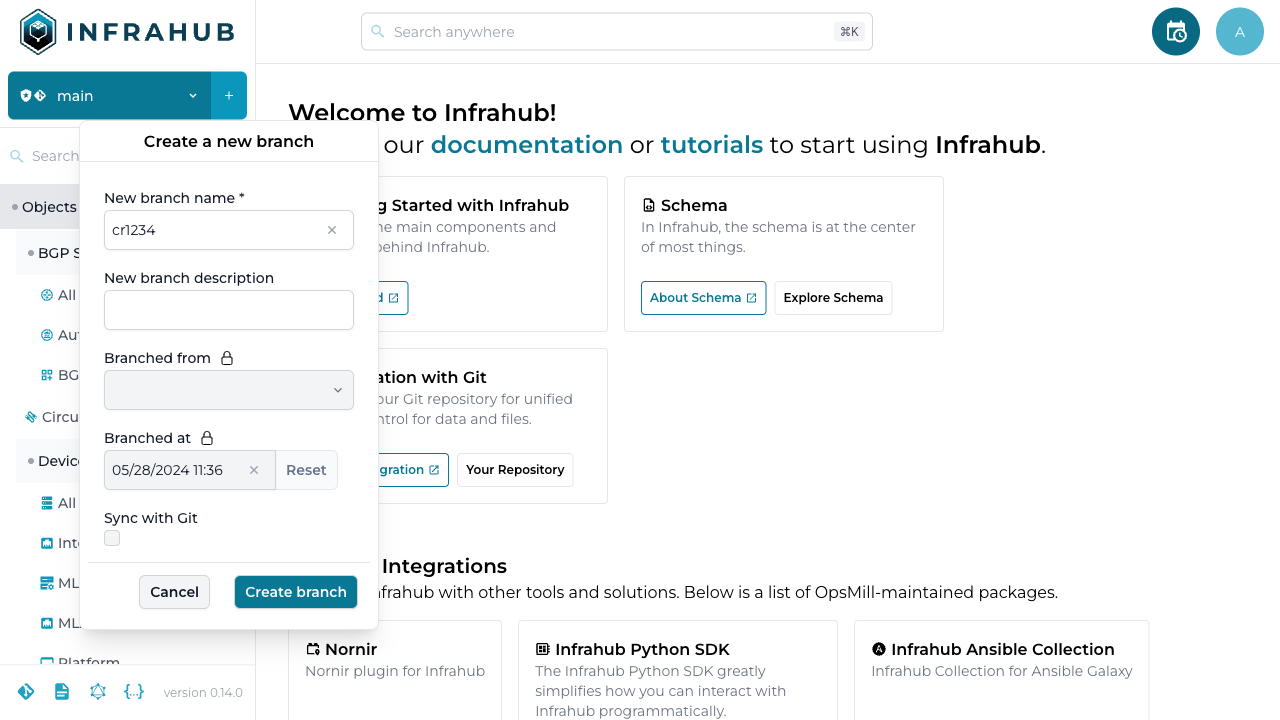 INFRAHUB
Search anywhere
⌘K
A
main
+
Search
Objects
BGP S
All
Aut
BG
Circu
Device
All
Inte
ML
ML
Platform
version 0.14.0
Create a new branch
New branch name *
cr1234
New branch description
Branched from
Branched at
05/28/2024 11:36
Reset
Sync with Git
Cancel
Create branch
Welcome to Infrahub!
our documentation or tutorials to start using Infrahub.
g Started with Infrahub
he main components and
behind Infrahub.
d
Schema
In Infrahub, the schema is at the center
of most things.
About Schema
Explore Schema
ation with Git
our Git repository for unified
ntrol for data and files.
gration
Your Repository
Integrations
nfrahub with other tools and solutions. Below is a list of OpsMill-maintained packages.
Nornir
Nornir plugin for Infrahub
Infrahub Python SDK
The Infrahub Python SDK greatly
simplifies how you can interact with
Infrahub programmatically.
Infrahub Ansible Collection
Infrahub Collection for Ansible Galaxy